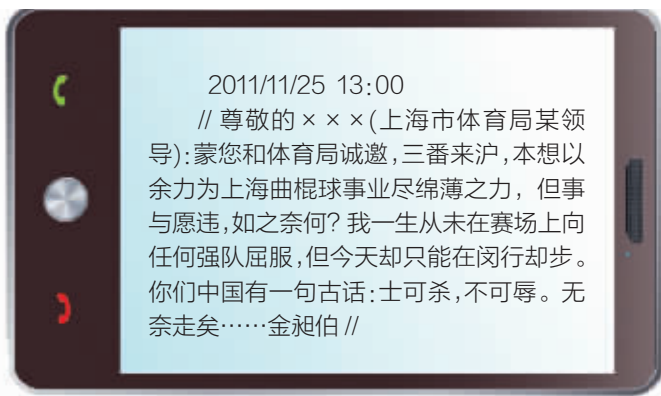 2011/11/25 13:00
// 尊敬的×××(上海市体育局某领
导):蒙您和体育局诚邀,三番来沪,本想以
余力为上海曲棍球事业尽绵薄之力，但事
与愿违,如之奈何? 我一生从未在赛场上向
任何强队屈服,但今天却只能在闵行却步。
你们中国有一句古话:士可杀,不可辱。无
奈走矣……金昶伯 //